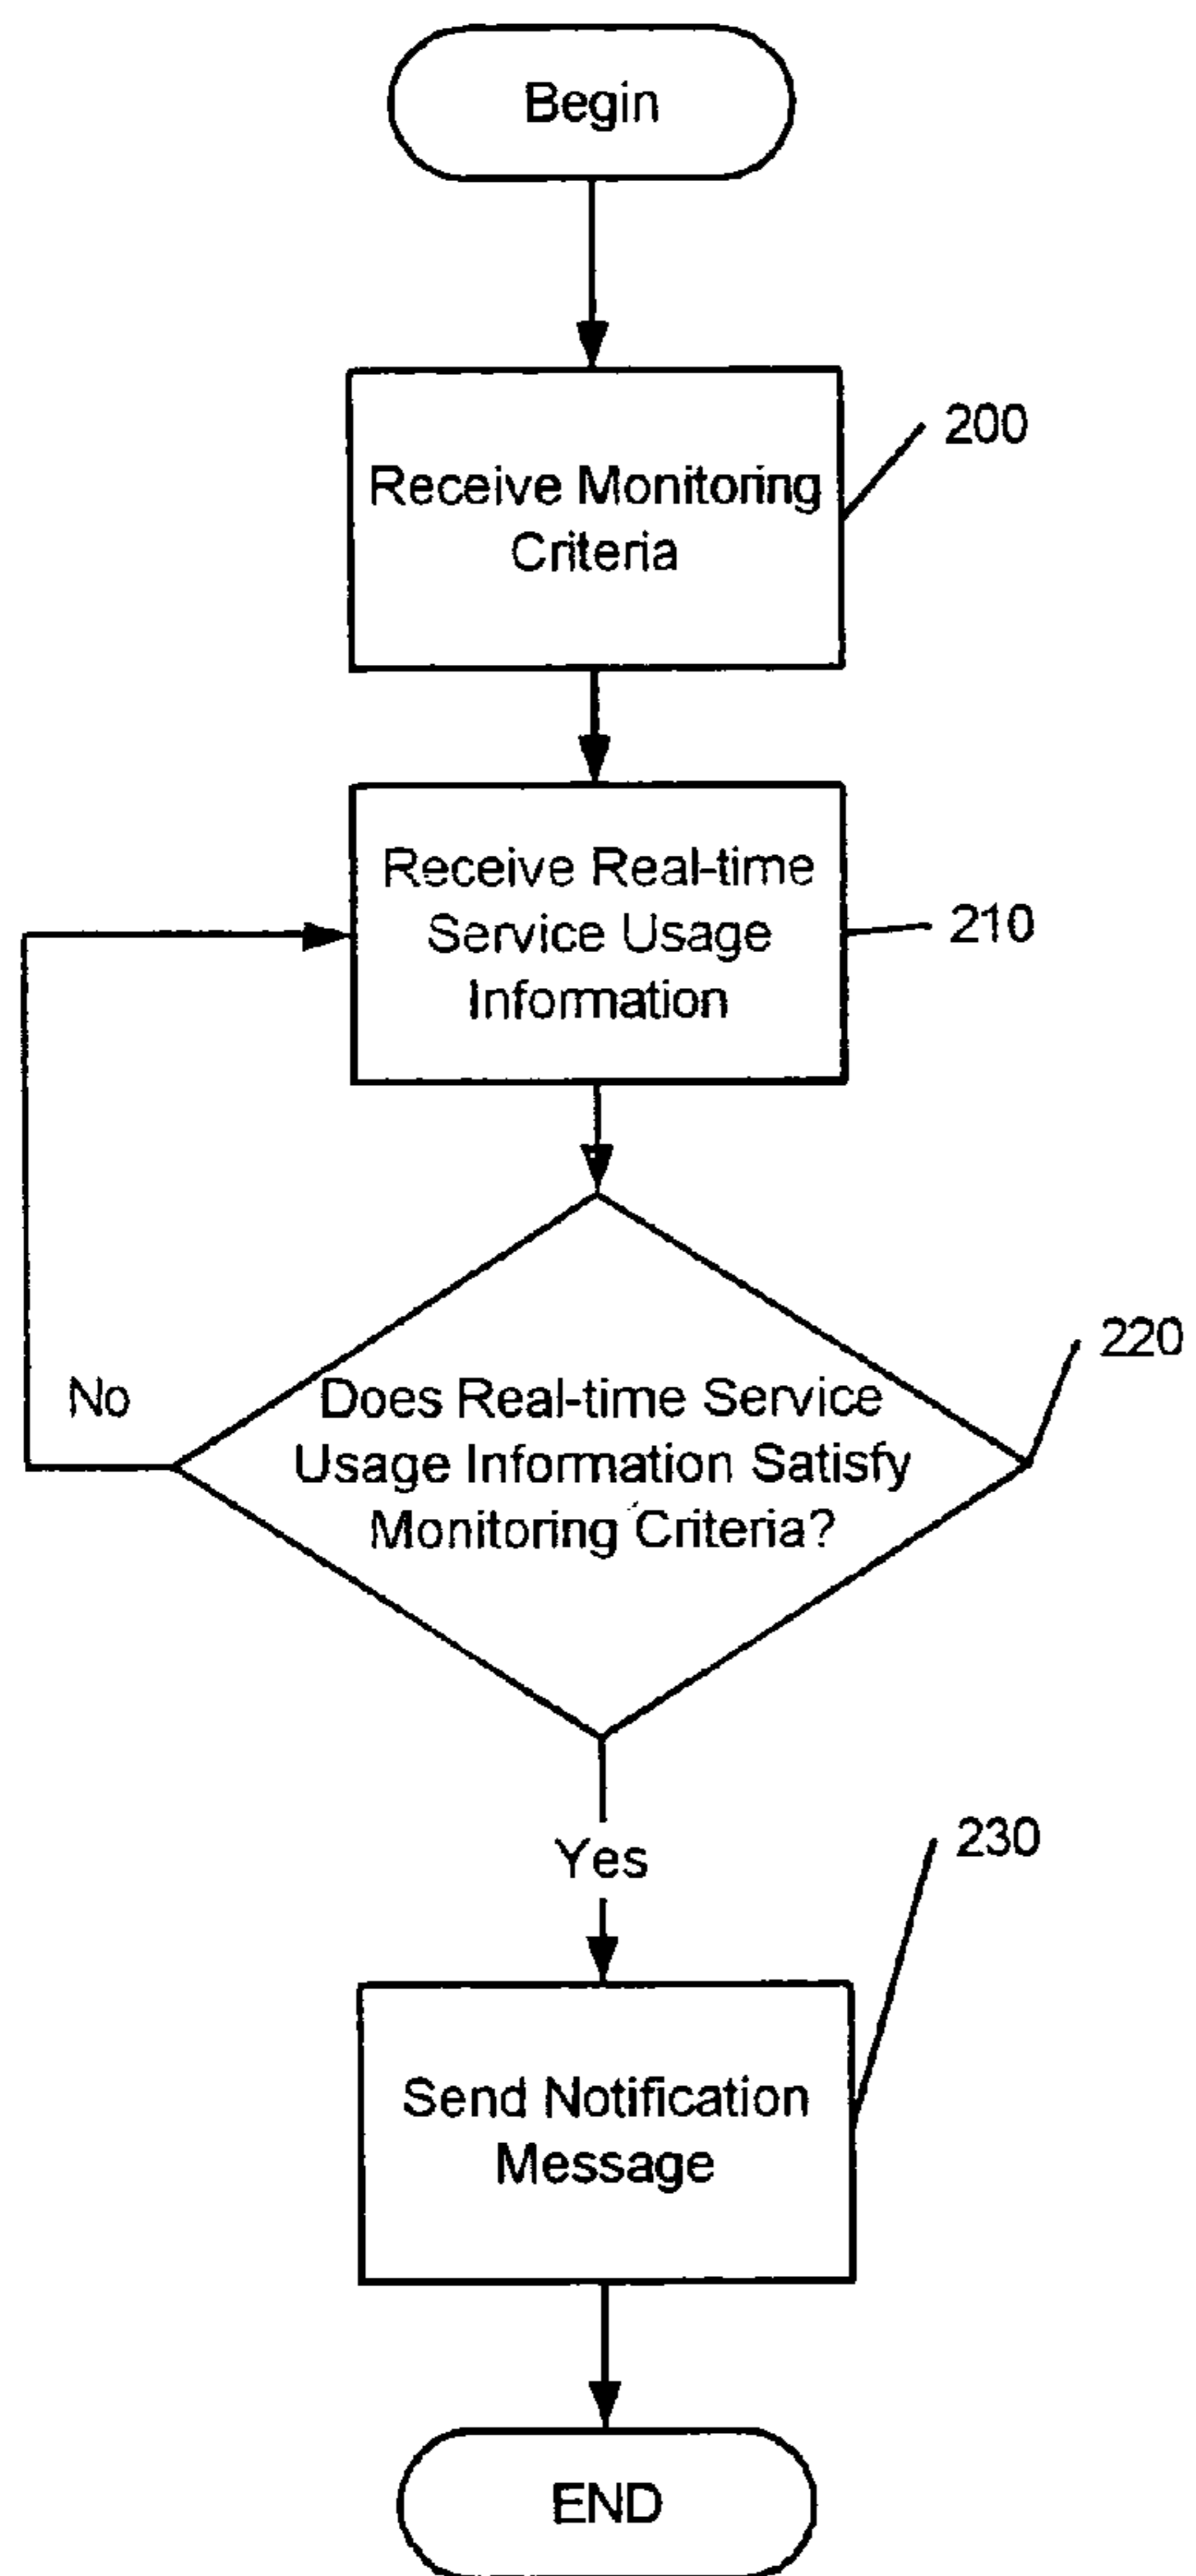 Begin
Receive Monitoring
Criteria
200
Receive Real-time
Service Usage
Information
210
No
Does Real-time Service
Usage Information Satisfy
Monitoring Criteria?
220
Yes
230
Send Notification
Message
END